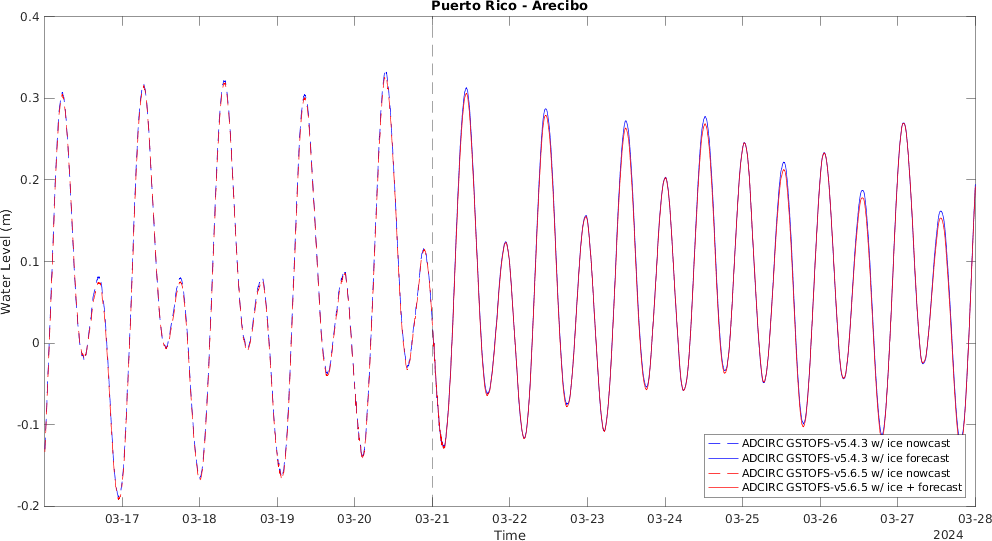 Puerto Rico - Arecibo
0.4
0.3
0.2
0.1
0
-0.1
-0.2
Water Level (m)
ADCIRC GSTOFS-v5.4.3 w/ ice nowcast
ADCIRC GSTOFS-v5.4.3 w/ ice forecast
ADCIRC GSTOFS-v5.6.5 w/ ice nowcast
ADCIRC GSTOFS-v5.6.5 w/ ice + forecast
03-17 03-18 03-19 03-20 03-21 03-22 03-23 03-24 03-25 03-26 03-27 03-28
Time
2024